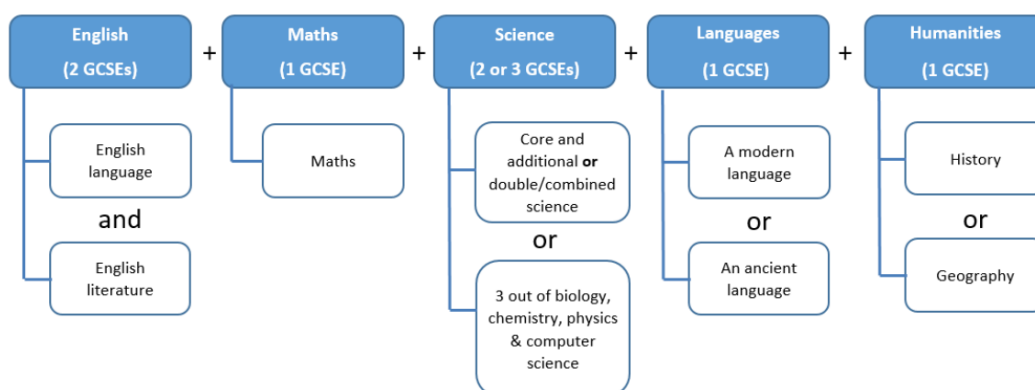 English
(2 GCSEs)
+
Maths
(1 GCSE)
+
Science
(2 or 3 GCSEs)
+
Languages
(1 GCSE)
+
Humanities
(1 GCSE)
English
language
and
English
literature
Maths
Core and
additional or
double/combined
science
or
3 out of biology,
chemistry, physics
& computer
science
A modern
language
or
An ancient
language
History
or
Geography